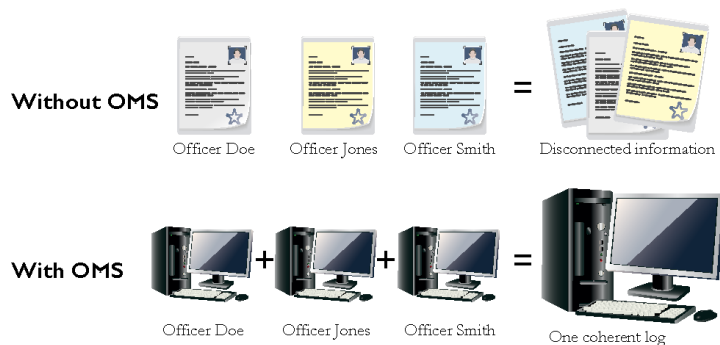 Without OMS
=
Officer Doe
Officer Jones
Officer Smith
Disconnected information
With OMS
+
+
=
Officer Doe
Officer Jones
Officer Smith
One coherent log